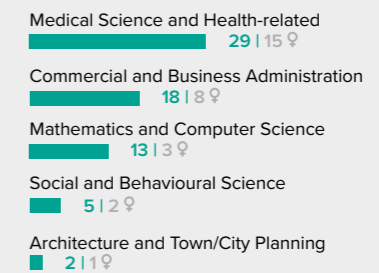 Medical Science and Health-related
29 | 15 ♀
Commercial and Business Administration
18 | 8 ♀
Mathematics and Computer Science
13 | 3 ♀
Social and Behavioural Science
5 | 2 ♀
Architecture and Town/City Planning
2 | 1 ♀